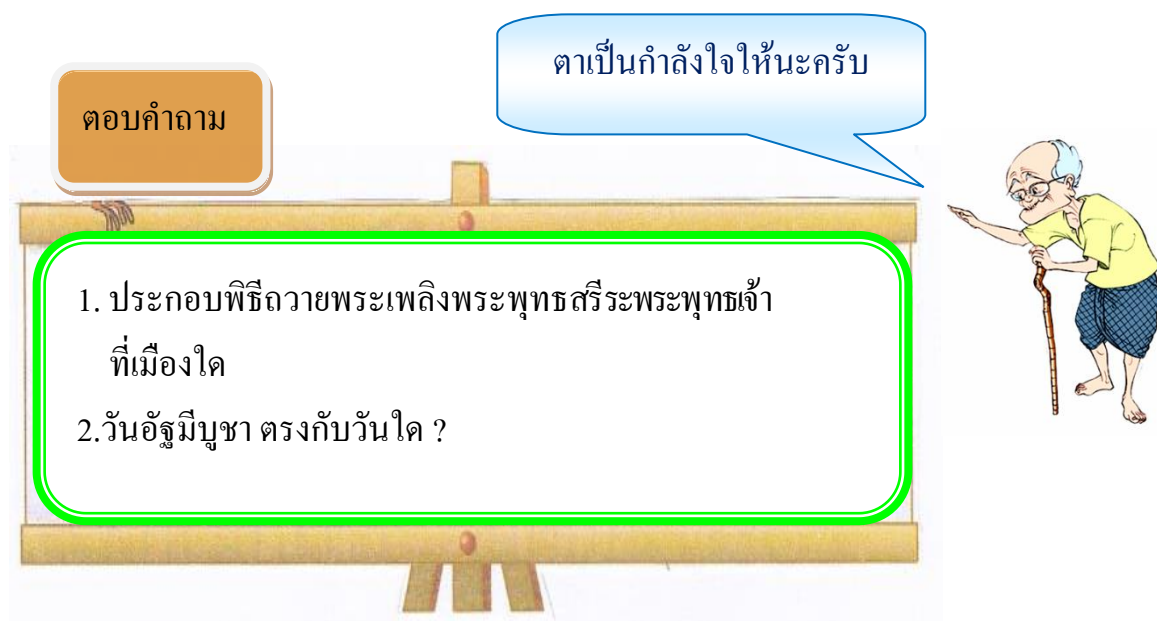 ตาเป็นกำลังใจให้นะครับ
ตอบคำถาม
1. ประกอบพิธีถวายพระเพลิงพระพุทธสรีระพระพุทธเจ้า
ที่เมืองใด
2.วันอัฐมีบูชา ตรงกับวันใด ?